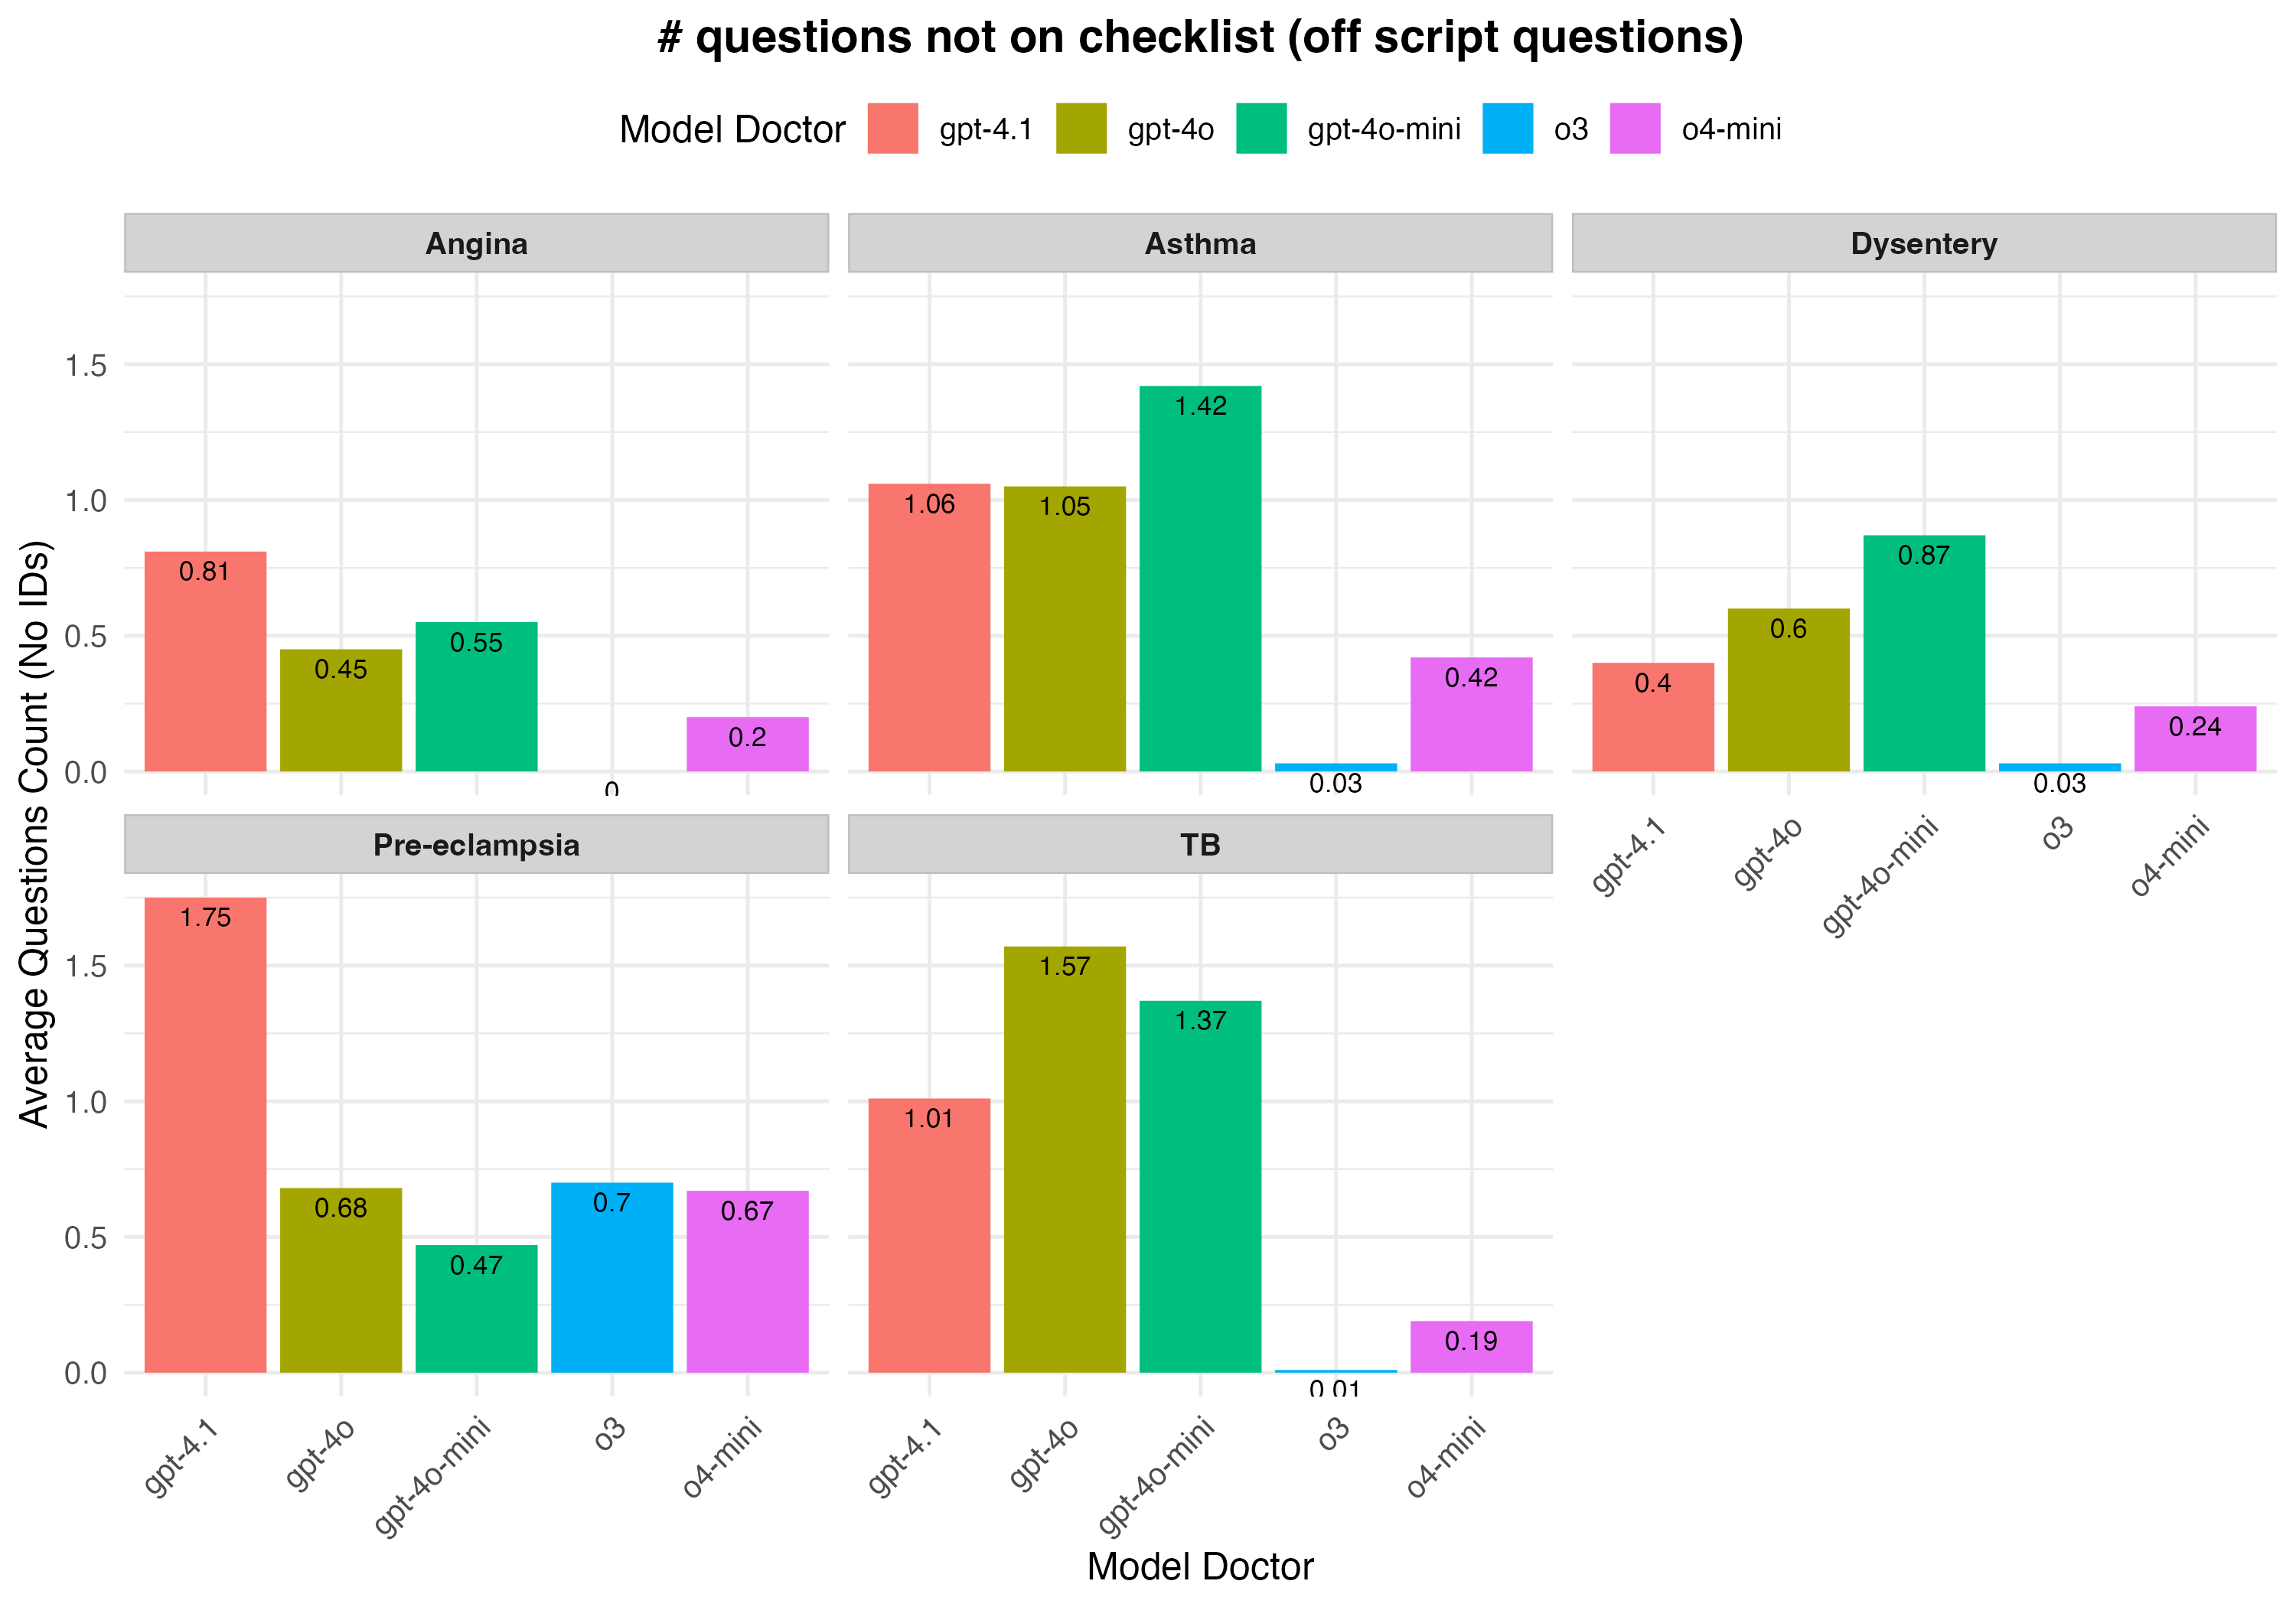 # questions not on checklist (off script questions)
Model Doctor gpt-4.1 gpt-4o gpt-4o-mini o3 o4-mini
Angina
Asthma
Dysentery
1.5
1.0
0.5
0.0
0.81
0.45
0.55
0
0.2
1.06
1.05
1.42
0.03
0.42
0.4
0.6
0.87
0.03
0.24
gpt-4.1
gpt-4o
gpt-4o-mini
o3
o4-mini
Average Questions Count (No IDs)
Pre-eclampsia
TB
1.5
1.0
0.5
0.0
1.75
0.68
0.47
0.7
0.67
1.01
1.57
1.37
0.01
0.19
gpt-4.1
gpt-4o
gpt-4o-mini
o3
o4-mini
gpt-4.1
gpt-4o
gpt-4o-mini
o3
o4-mini
Model Doctor